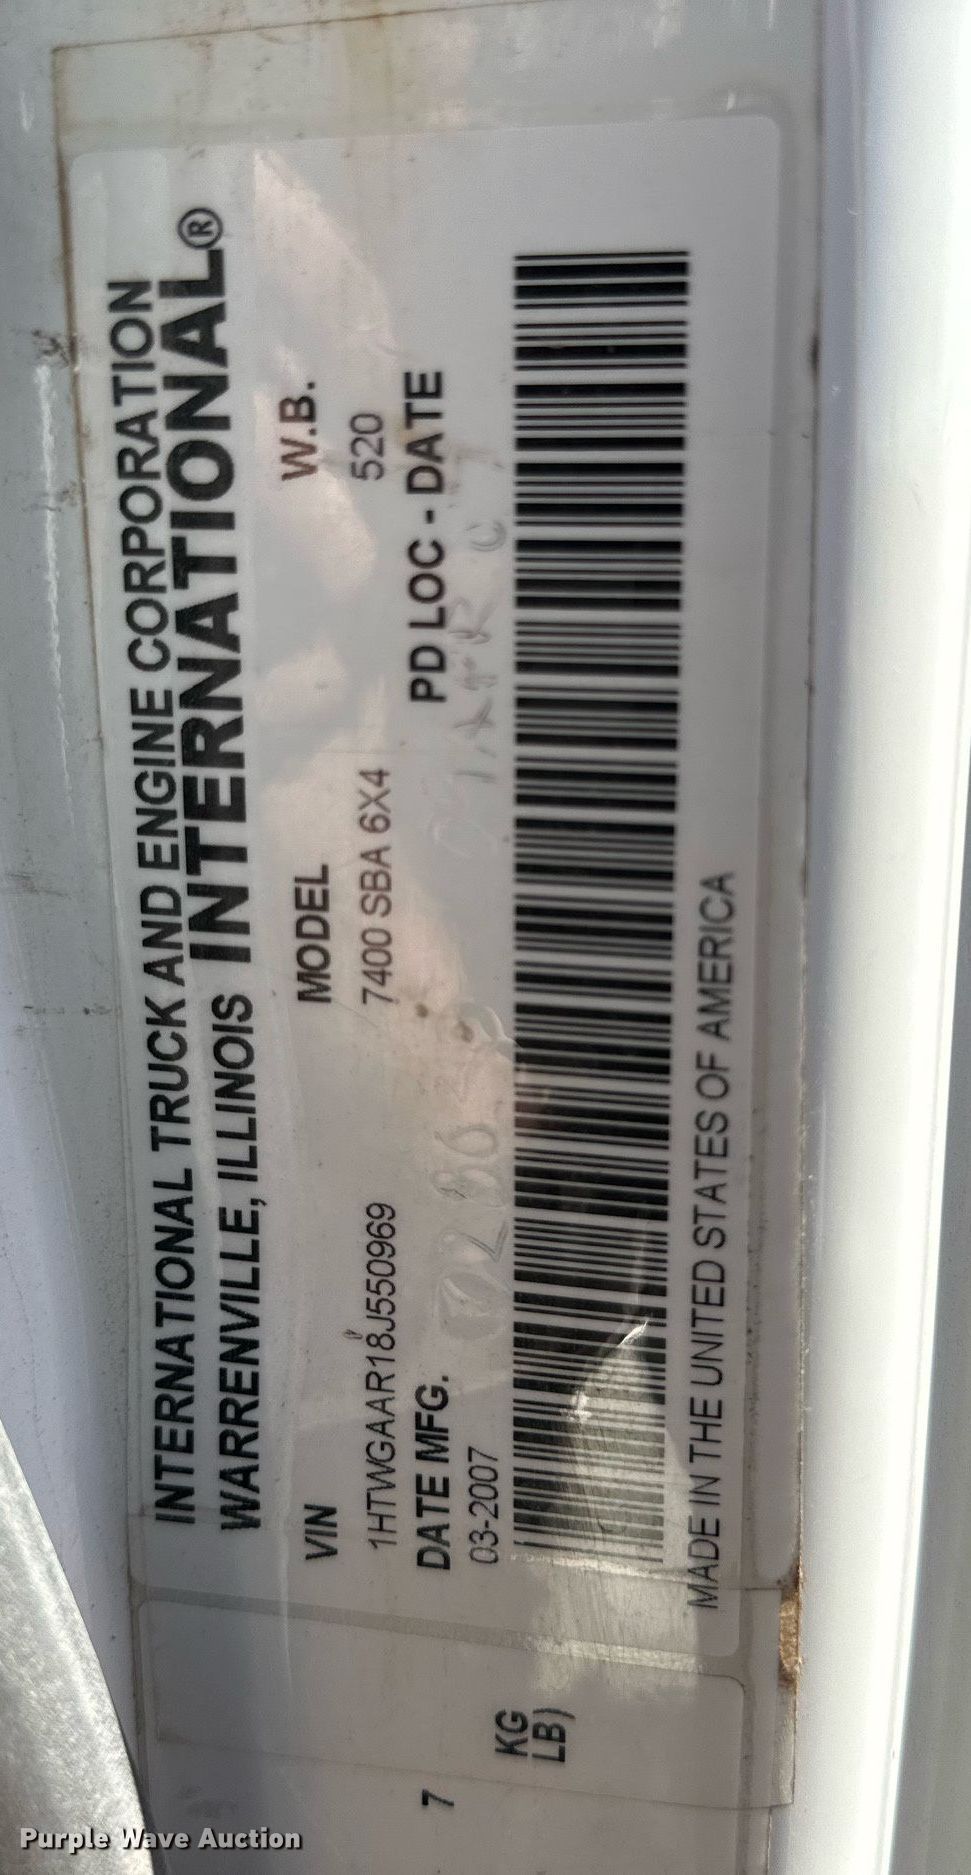 INTERNATIONAL TRUCK AND ENGINE CORPORATION
WARRENVILLE, ILLINOIS INTERNATIONAL®
VIN MODEL W.B.
1HTWGAAR18J550969 7400 SBA 6X4 520
DATE MFG. PD LOC - DATE
03-2007
MADE IN THE UNITED STATES OF AMERICA
7
KG
LB)
Purple Wave Auction